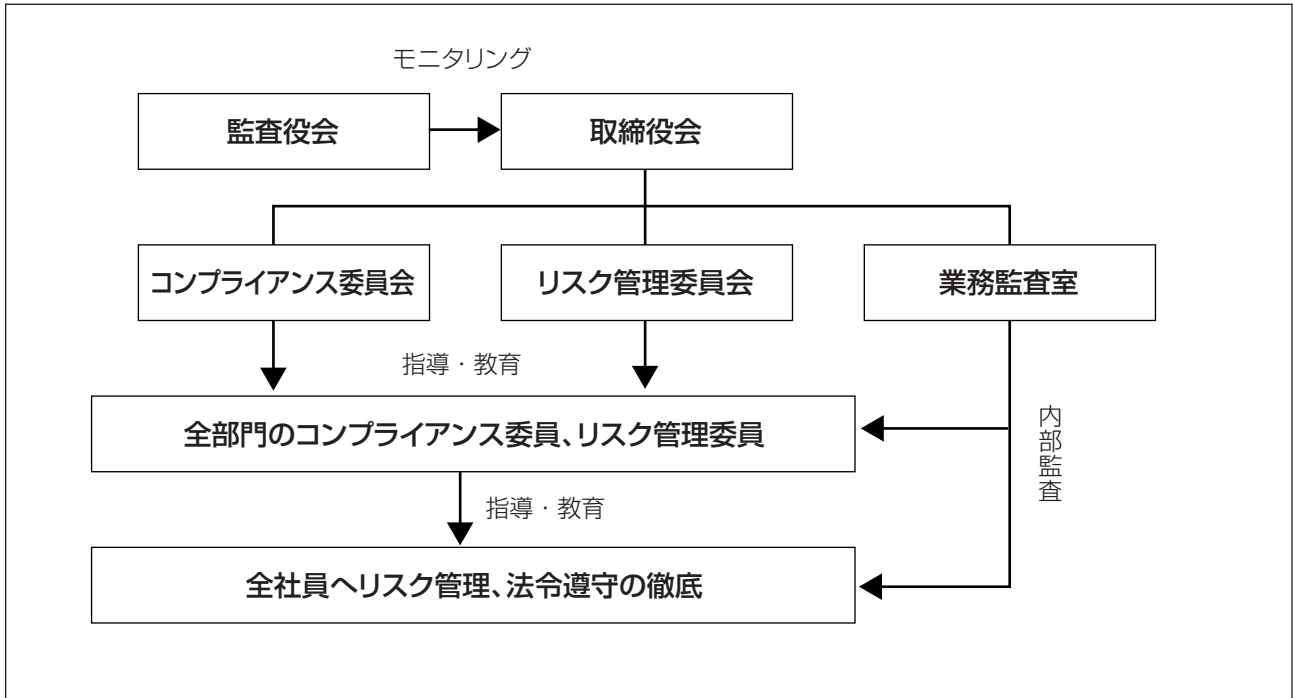 モニタリング
監査役会
取締役会
コンプライアンス委員会
リスク管理委員会
業務監査室
指導・教育
全部門のコンプライアンス委員、リスク管理委員
内部監査
指導・教育
全社員へリスク管理、法令遵守の徹底